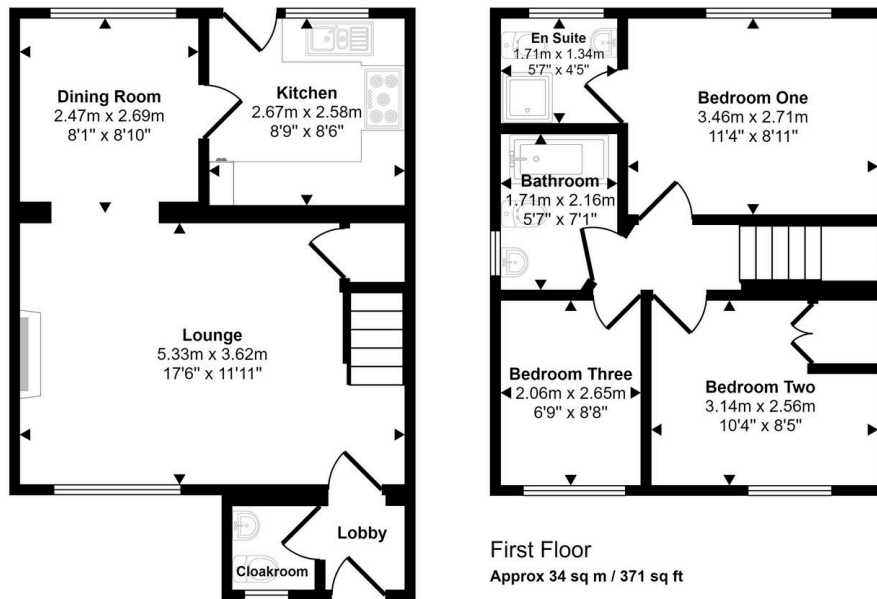 Dining Room
2.47m x 2.69m
8'1" x 8'10"
Kitchen
2.67m x 2.58m
8'9" x 8'6"
Lounge
5.33m x 3.62m
17'6" x 11'11"
Lobby
Cloakroom
En Suite
1.71m x 1.34m
5'7" x 4'5"
Bedroom One
3.46m x 2.71m
11'4" x 8'11"
Bathroom
1.71m x 2.16m
5'7" x 7'1"
Bedroom Three
2.06m x 2.65m
6'9" x 8'8"
Bedroom Two
3.14m x 2.56m
10'4" x 8'5"
First Floor
Approx 34 sq m / 371 sq ft